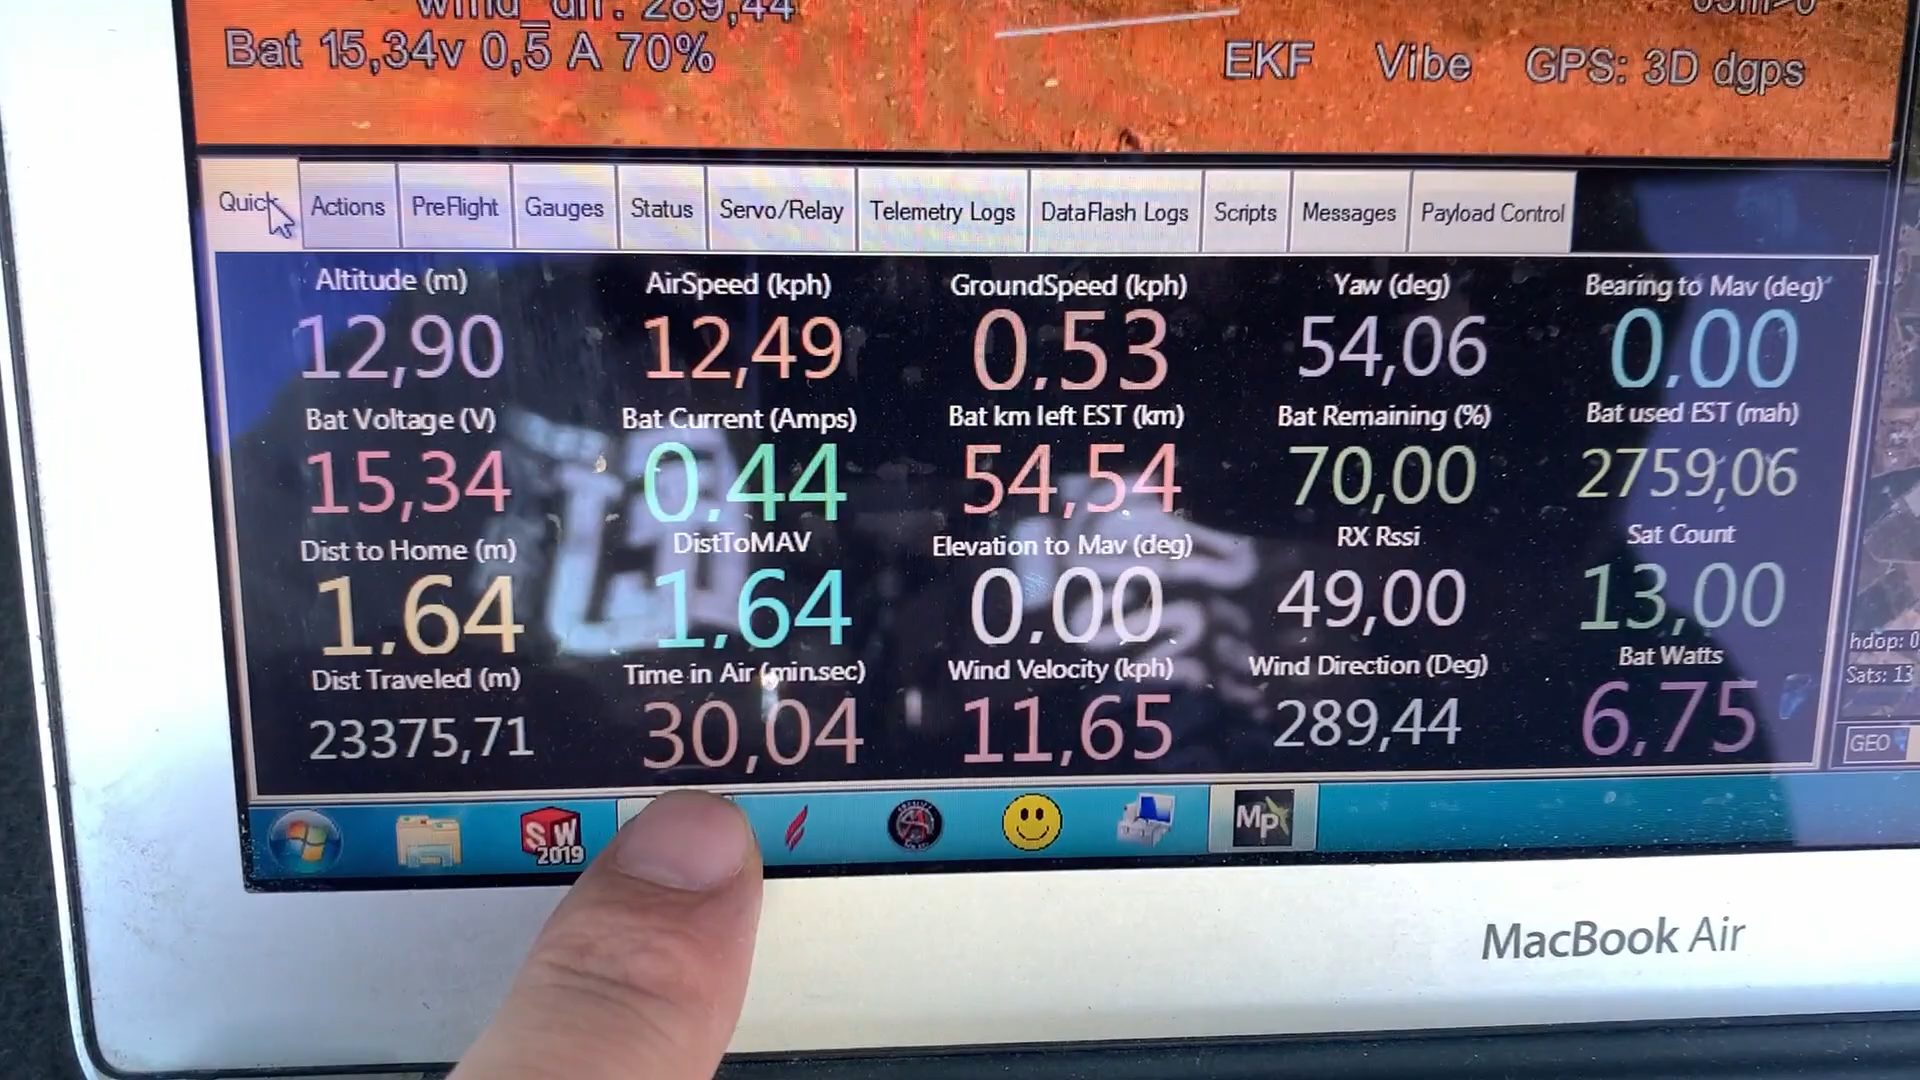 wind_dir: 289,44
Bat 15,34v 0,5 A 70%
EKF Vibe GPS: 3D dgps
Quick Actions PreFlight Gauges Status Servo/Relay Telemetry Logs DataFlash Logs Scripts Messages Payload Control
Altitude (m) AirSpeed (kph) GroundSpeed (kph) Yaw (deg) Bearing to Mav (deg)
12,90 12,49 0,53 54,06 0,00
Bat Voltage (V) Bat Current (Amps) Bat km left EST (km) Bat Remaining (%) Bat used EST (mah)
15,34 0,44 54,54 70,00 2759,06
Dist to Home (m) DistToMAV Elevation to Mav (deg) RX Rssi Sat Count
1,64 1,64 0,00 49,00 13,00
Dist Traveled (m) Time in Air (min.sec) Wind Velocity (kph) Wind Direction (Deg) Bat Watts
23375,71 30,04 11,65 289,44 6,75
hdop: 0
Sats: 13
GEO
SW
2019
Mp
MacBook Air